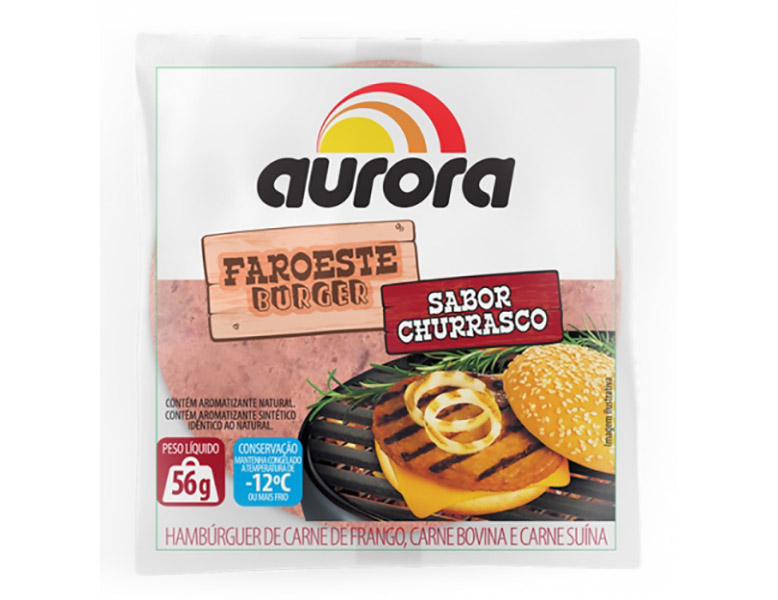 aurora
FAROESTE
BURGER
SABOR
CHURRASCO
CONTÉM AROMATIZANTE NATURAL.
CONTÉM AROMATIZANTE SINTÉTICO
IDÊNTICO AO NATURAL.
PESO LÍQUIDO
56g
CONSERVAÇÃO
MANTENHA CONGELADO
A TEMPERATURA DE
-12ºC
OU MAIS FRIO
Imagem Ilustrativa
HAMBÚRGUER DE CARNE DE FRANGO, CARNE BOVINA E CARNE SUÍNA